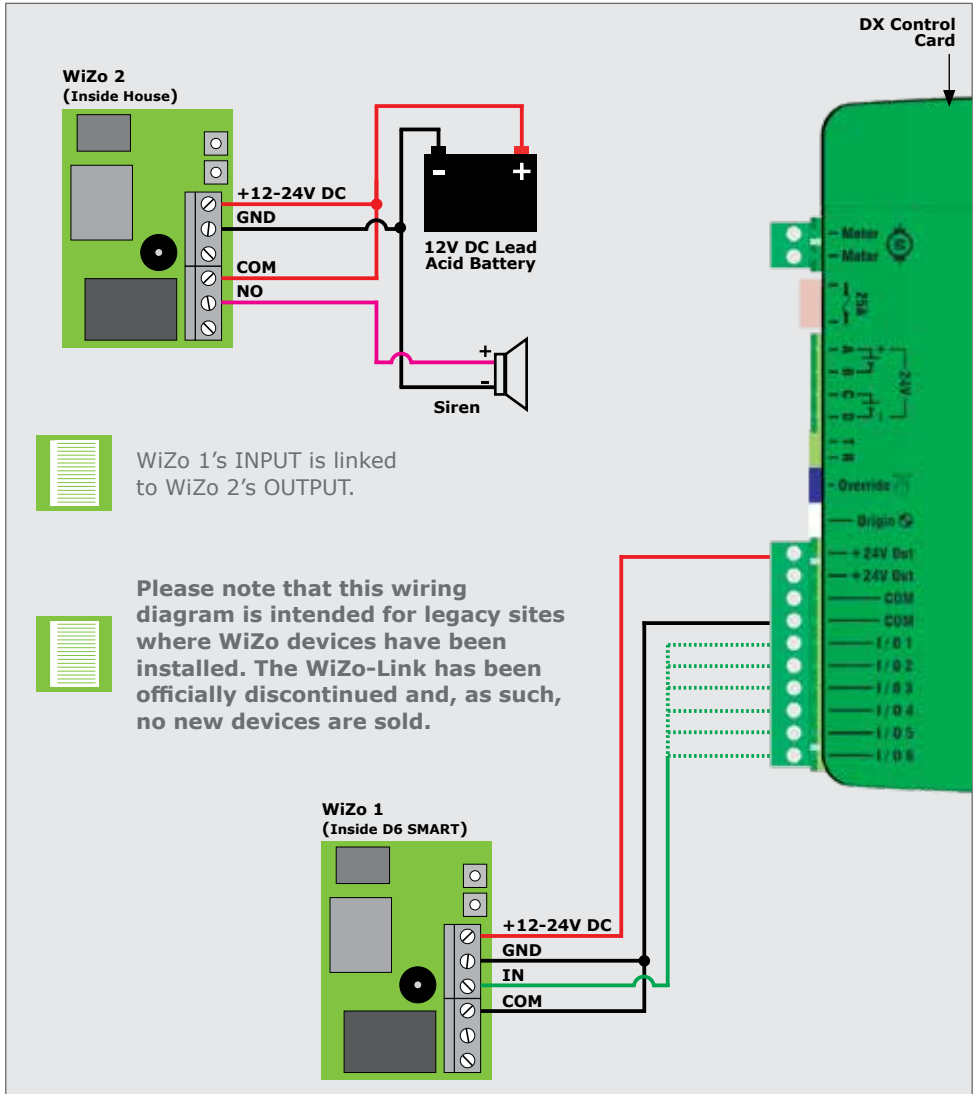 DX Control
Card
WiZo 2
(Inside House)
+12-24V DC
GND
COM
NO
-
+
12V DC Lead
Acid Battery
+
-
Siren
WiZo 1's INPUT is linked
to WiZo 2's OUTPUT.
Please note that this wiring
diagram is intended for legacy sites
where WiZo devices have been
installed. The WiZo-Link has been
officially discontinued and, as such,
no new devices are sold.
Motor
Motor
M
25A
A
B
C
D
+
24V
-
T
R
Override
Origin
+24V Out
+24V Out
COM
COM
I/O 1
I/O 2
I/O 3
I/O 4
I/O 5
I/O 6
WiZo 1
(Inside D6 SMART)
+12-24V DC
GND
IN
COM